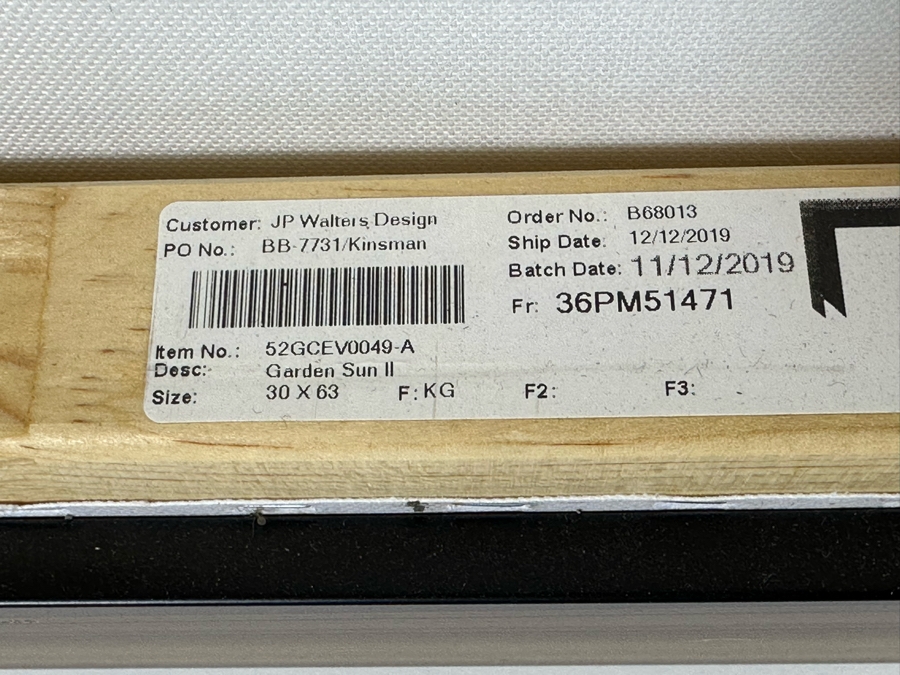 Customer: JP Walters Design
PO No.: BB-7731/Kinsman
Order No.: B68013
Ship Date: 12/12/2019
Batch Date: 11/12/2019
Fr: 36PM51471
Item No.: 52GCEV0049-A
Desc: Garden Sun II
Size: 30 X 63 F: KG F2: F3: